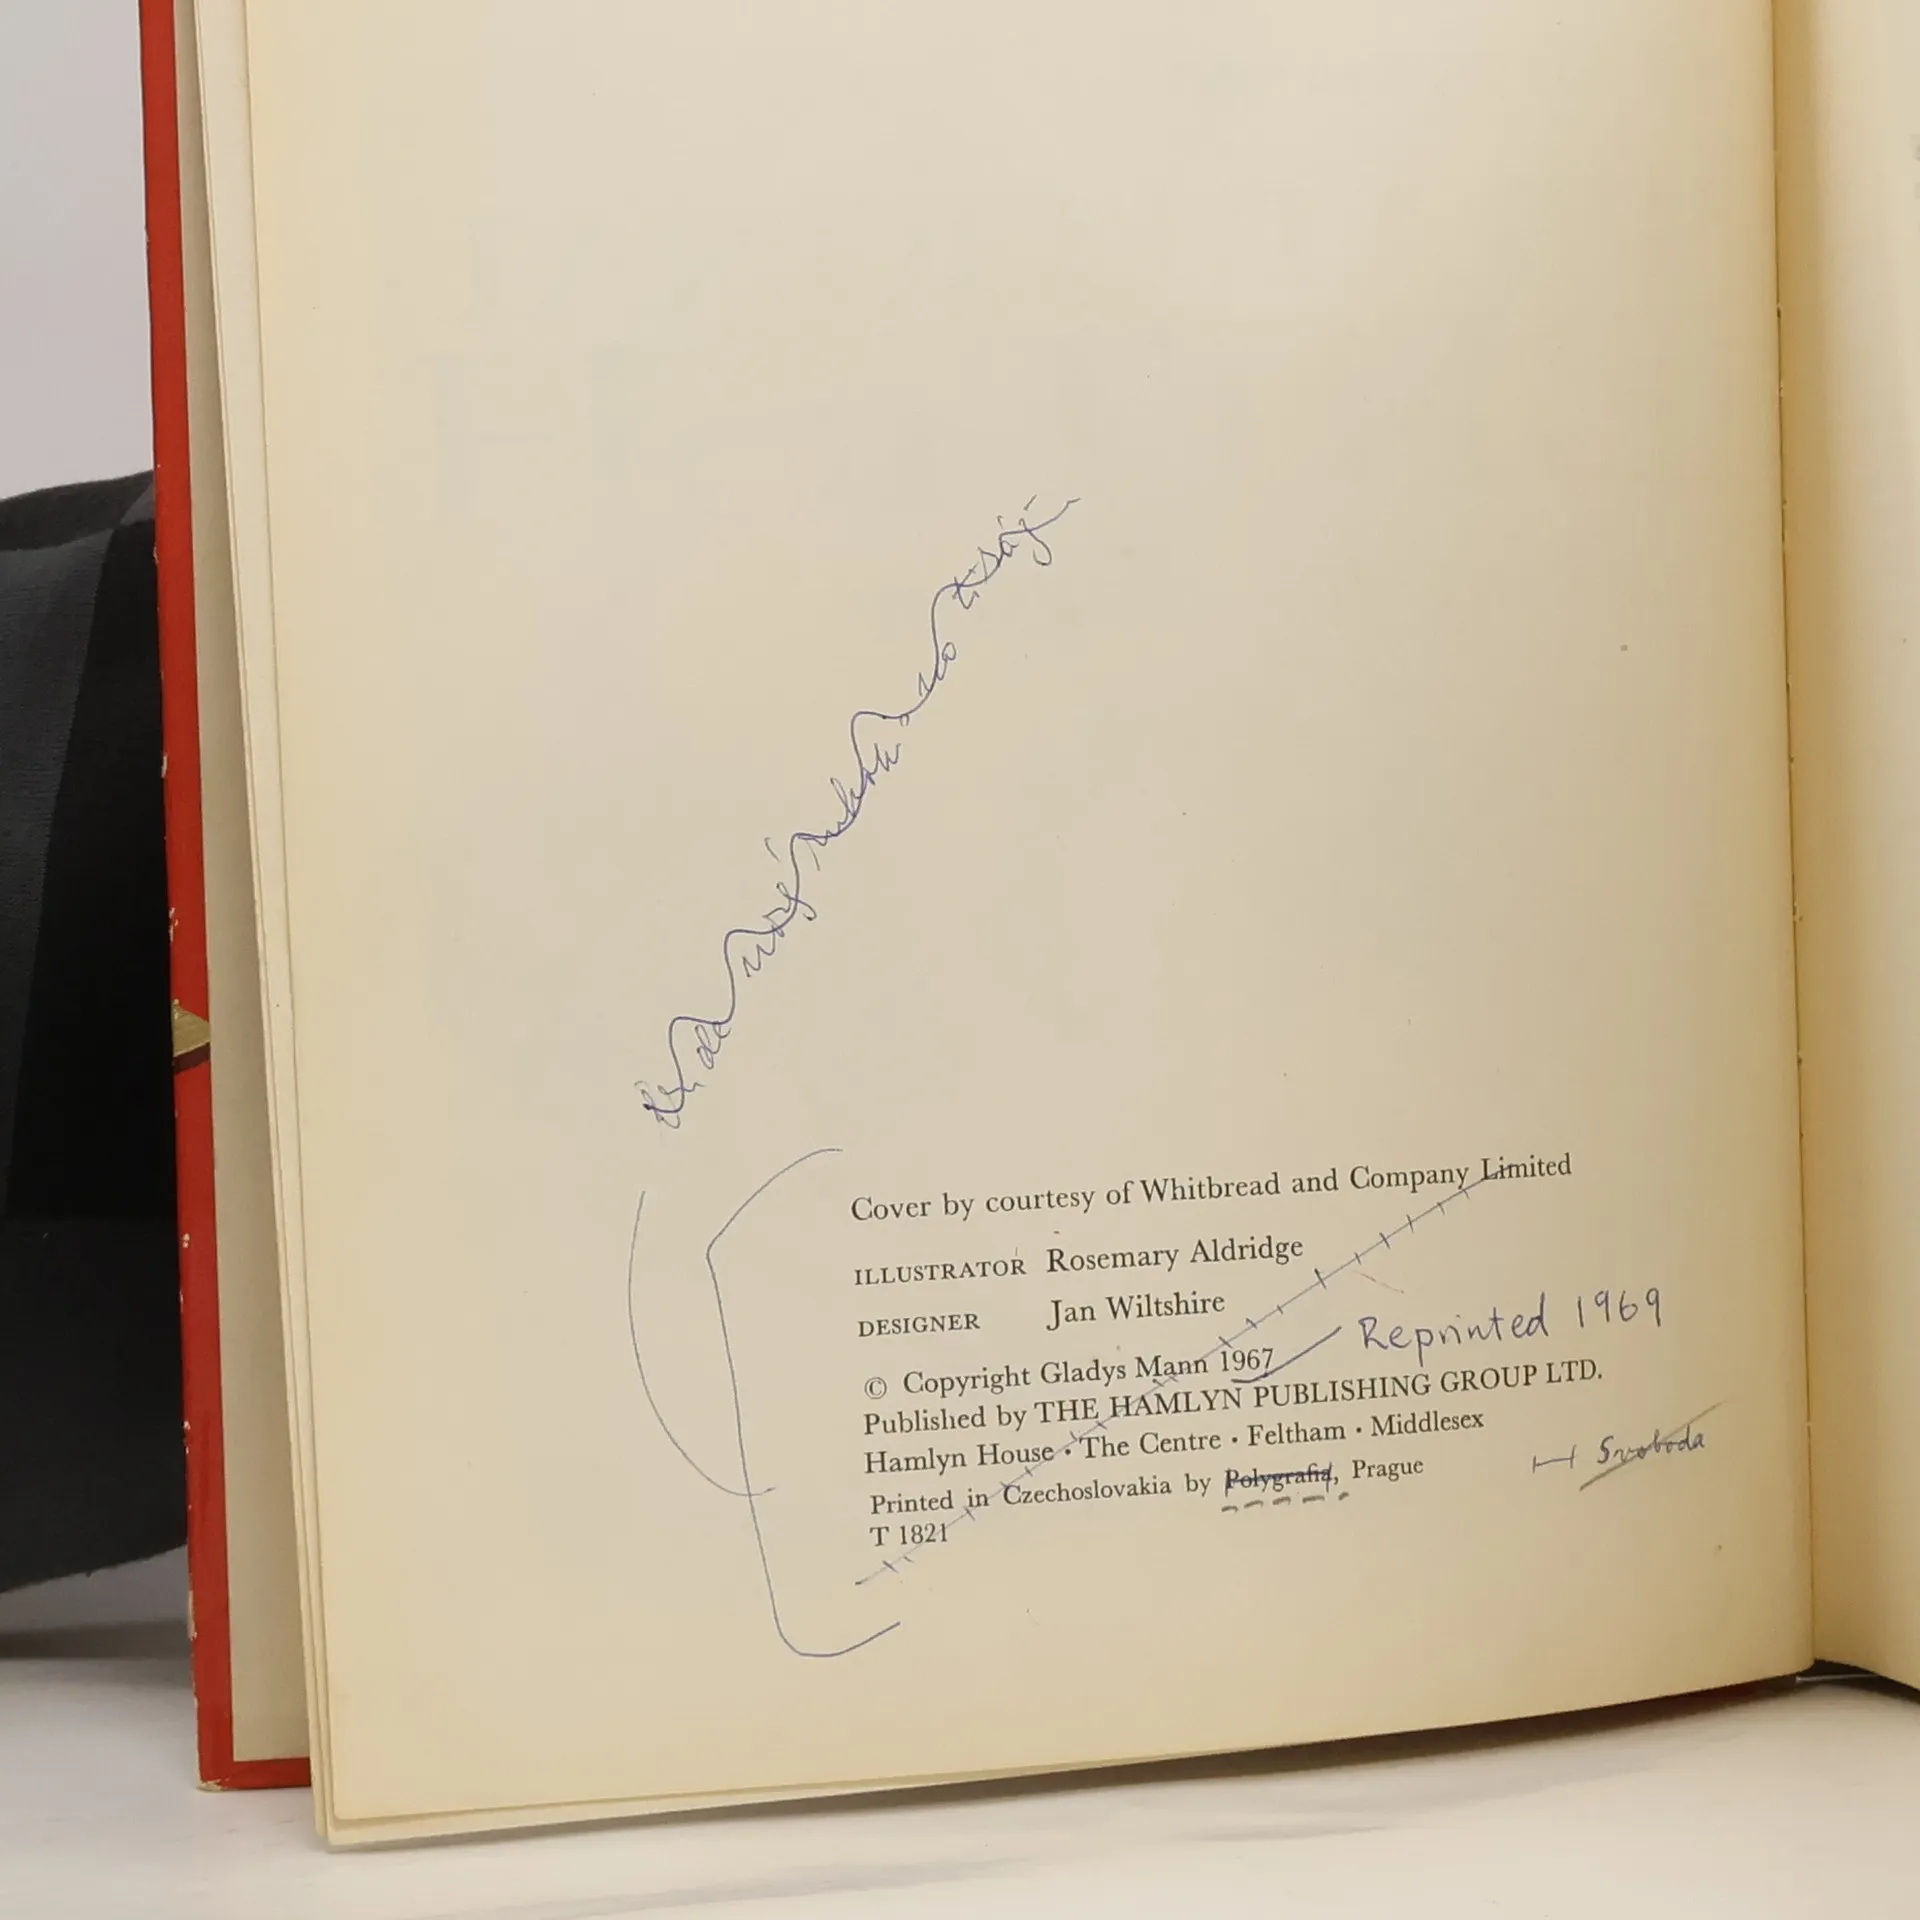 Cover by courtesy of Whitbread and Company Limited
ILLUSTRATOR Rosemary Aldridge
DESIGNER Jan Wiltshire
© Copyright Gladys Mann 1967
Reprinted 1969
Published by THE HAMLYN PUBLISHING GROUP LTD.
Hamlyn House · The Centre · Feltham · Middlesex
Printed in Czechoslovakia by Polygrafia, Prague
Svoboda
T 1821